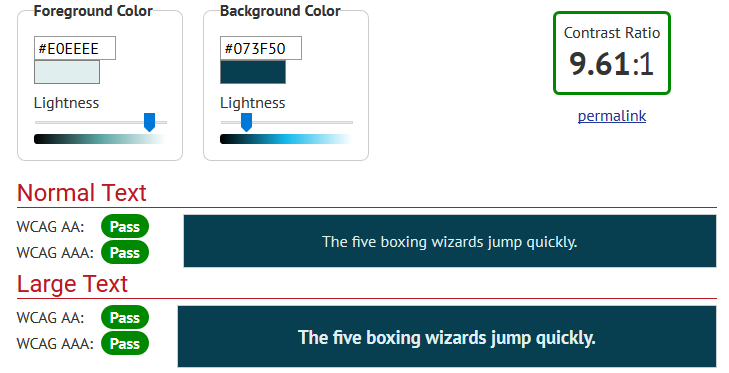 Foreground Color
#E0EEEE
Lightness
Background Color
#073F50
Lightness
Contrast Ratio
9.61:1
permalink
Normal Text
WCAG AA: Pass
WCAG AAA: Pass
The five boxing wizards jump quickly.
Large Text
WCAG AA: Pass
WCAG AAA: Pass
The five boxing wizards jump quickly.